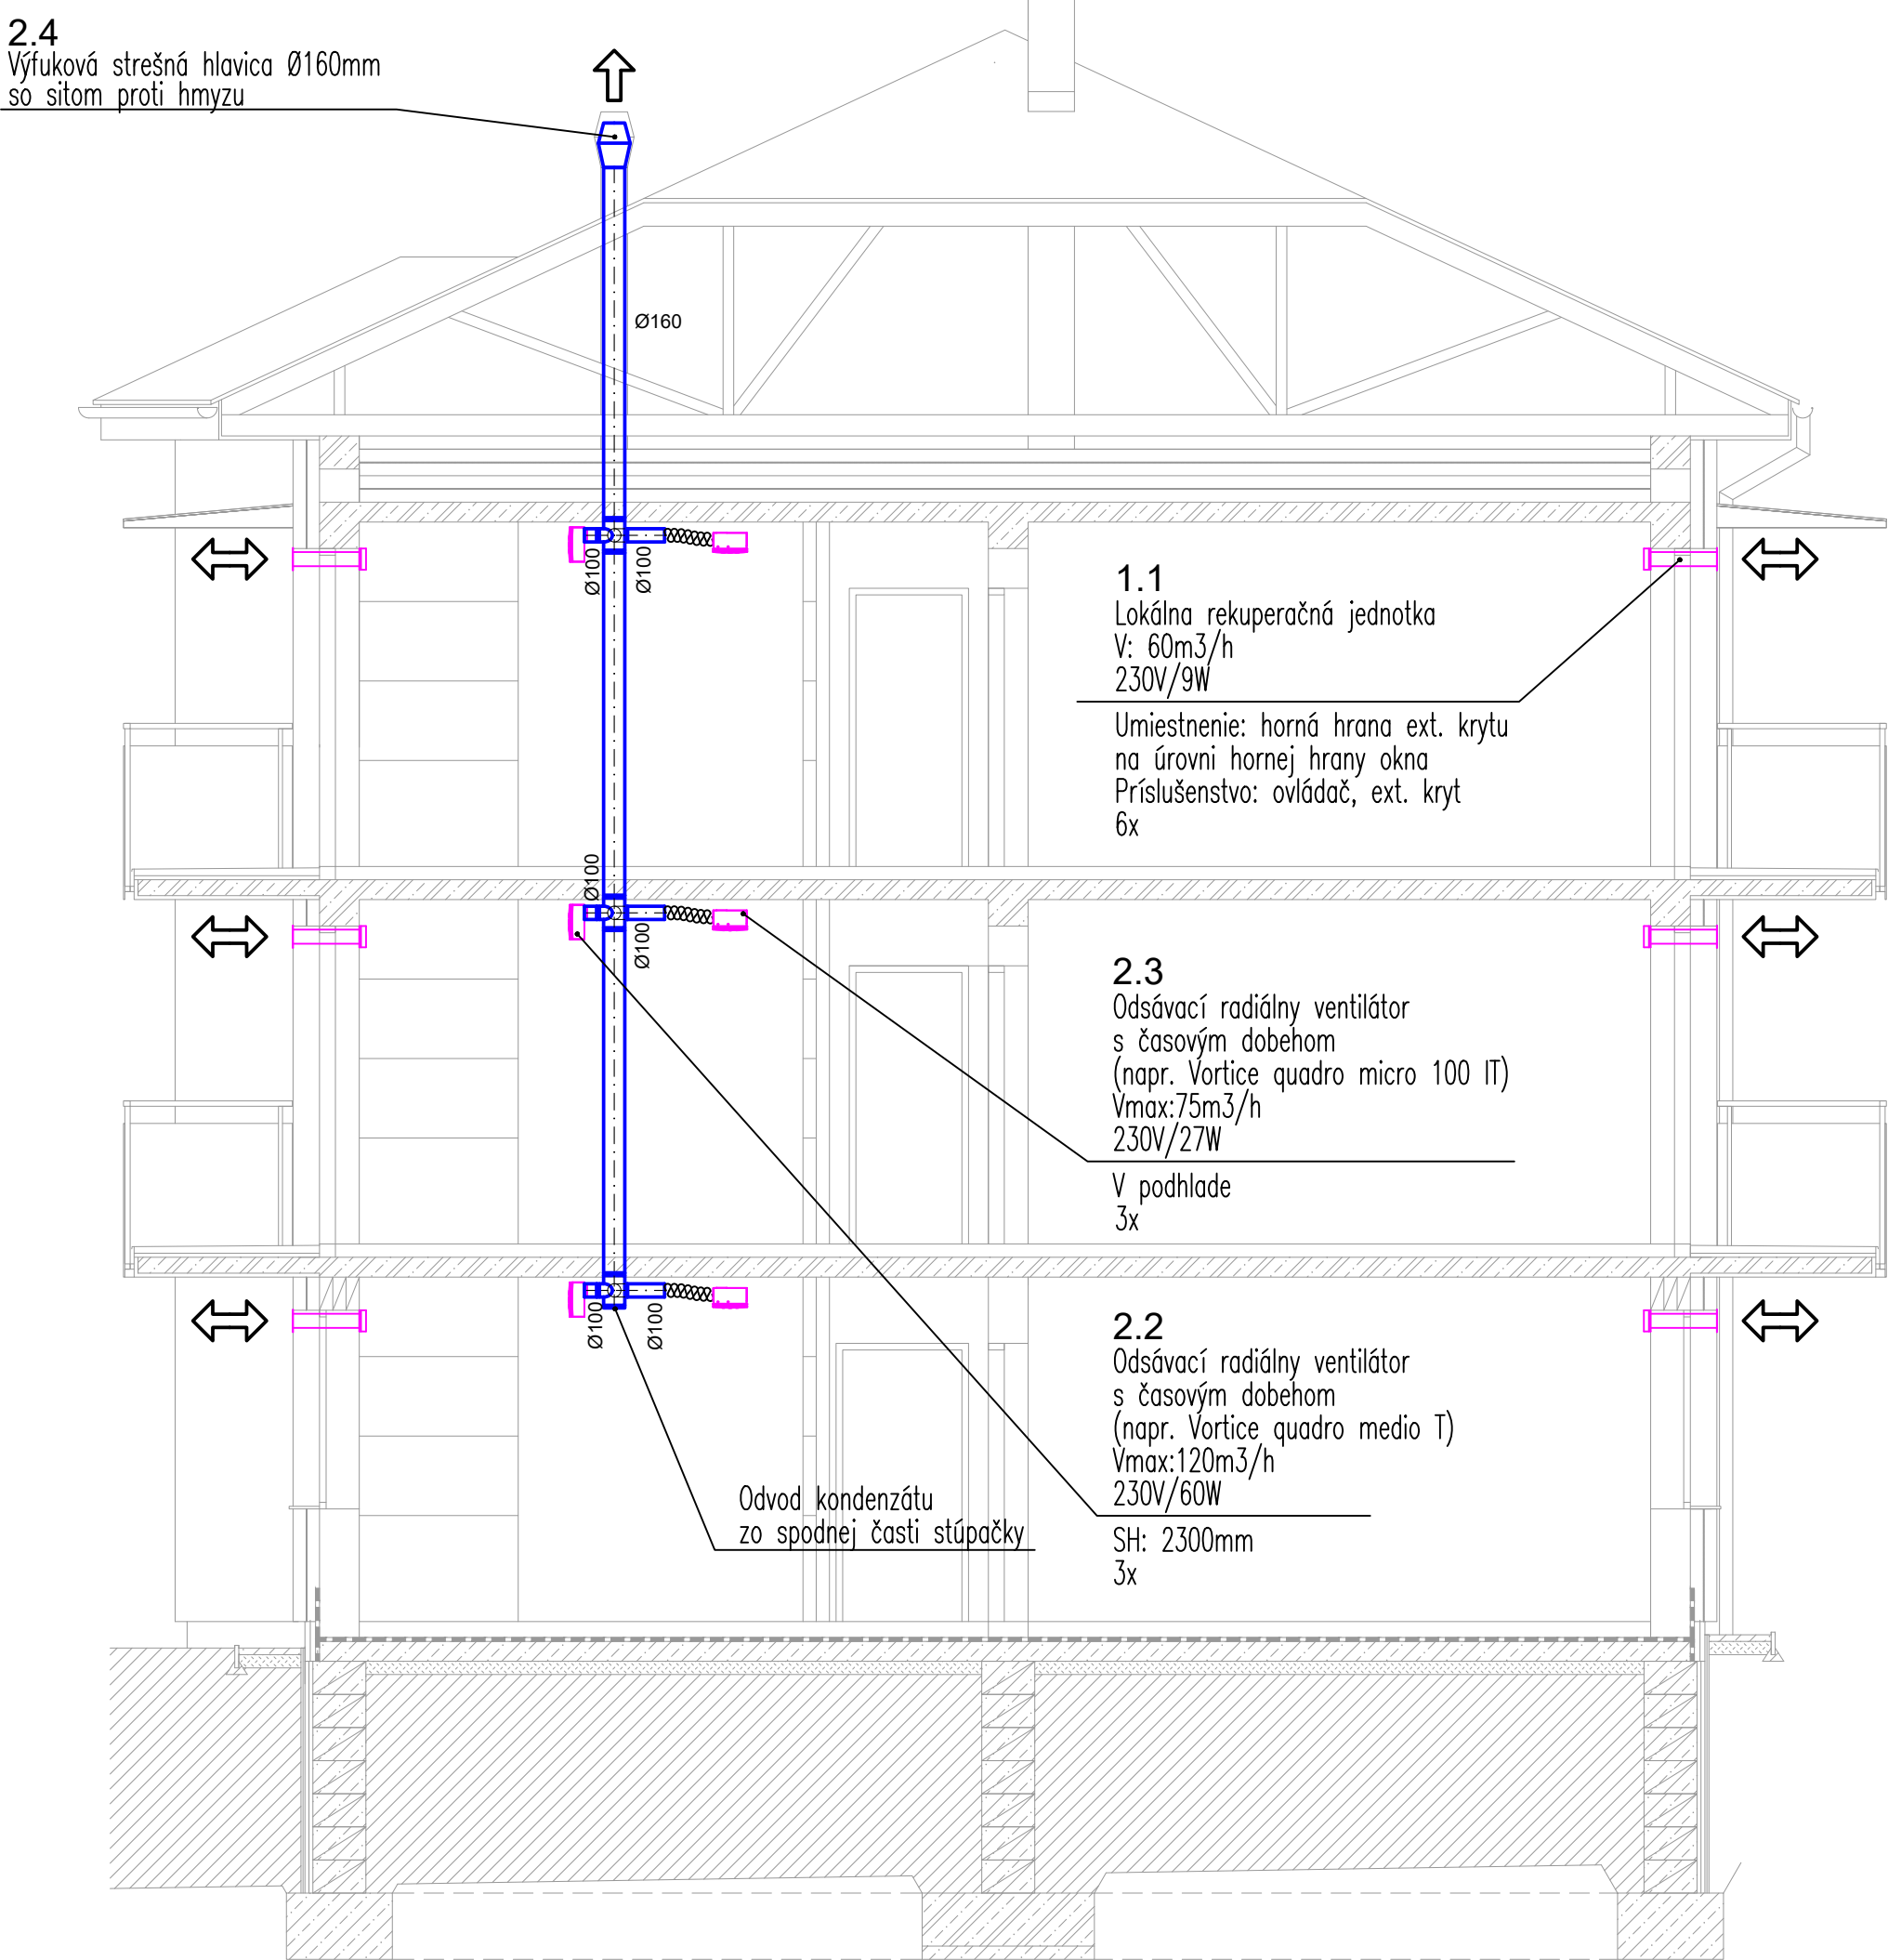 2.4
Výfuková strešná hlavica Ø160mm
so sitom proti hmyzu
Ø160
Ø100
Ø100
1.1
Lokálna rekuperačná jednotka
V: 60m3/h
230V/9W
Umiestnenie: horná hrana ext. krytu
na úrovni hornej hrany okna
Príslušenstvo: ovládač, ext. kryt
6x
Ø100
Ø100
2.3
Odsávací radiálny ventilátor
s časovým dobehom
(napr. Vortice quadro micro 100 IT)
Vmax:75m3/h
230V/27W
V podhlade
3x
Ø100
Ø100
2.2
Odsávací radiálny ventilátor
s časovým dobehom
(napr. Vortice quadro medio T)
Vmax:120m3/h
230V/60W
SH: 2300mm
3x
Odvod kondenzátu
zo spodnej časti stúpačky